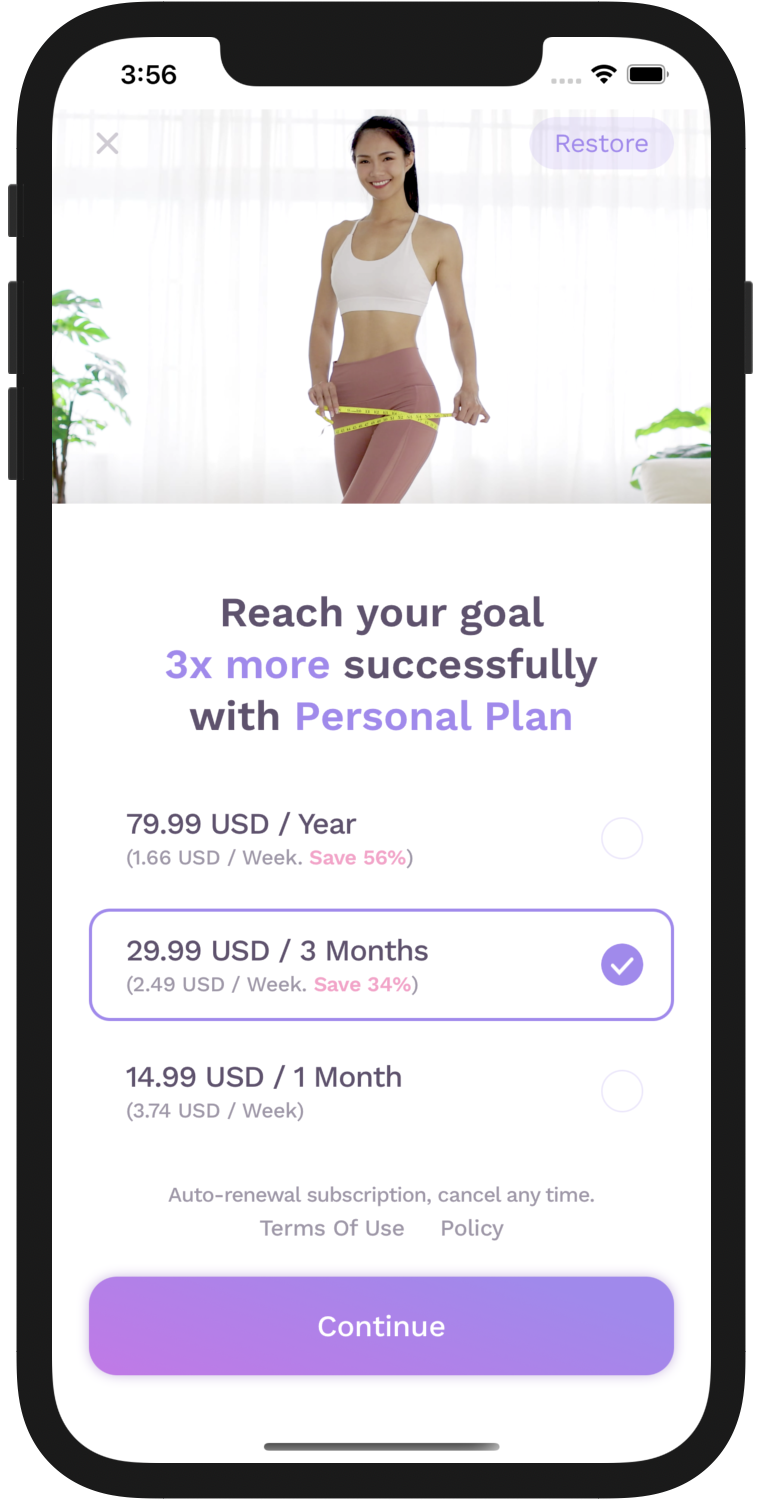 3:56
Restore
Reach your goal
3x more successfully
with Personal Plan
79.99 USD / Year
(1.66 USD / Week. Save 56%)
29.99 USD / 3 Months
(2.49 USD / Week. Save 34%)
14.99 USD / 1 Month
(3.74 USD / Week)
Auto-renewal subscription, cancel any time.
Terms Of Use Policy
Continue